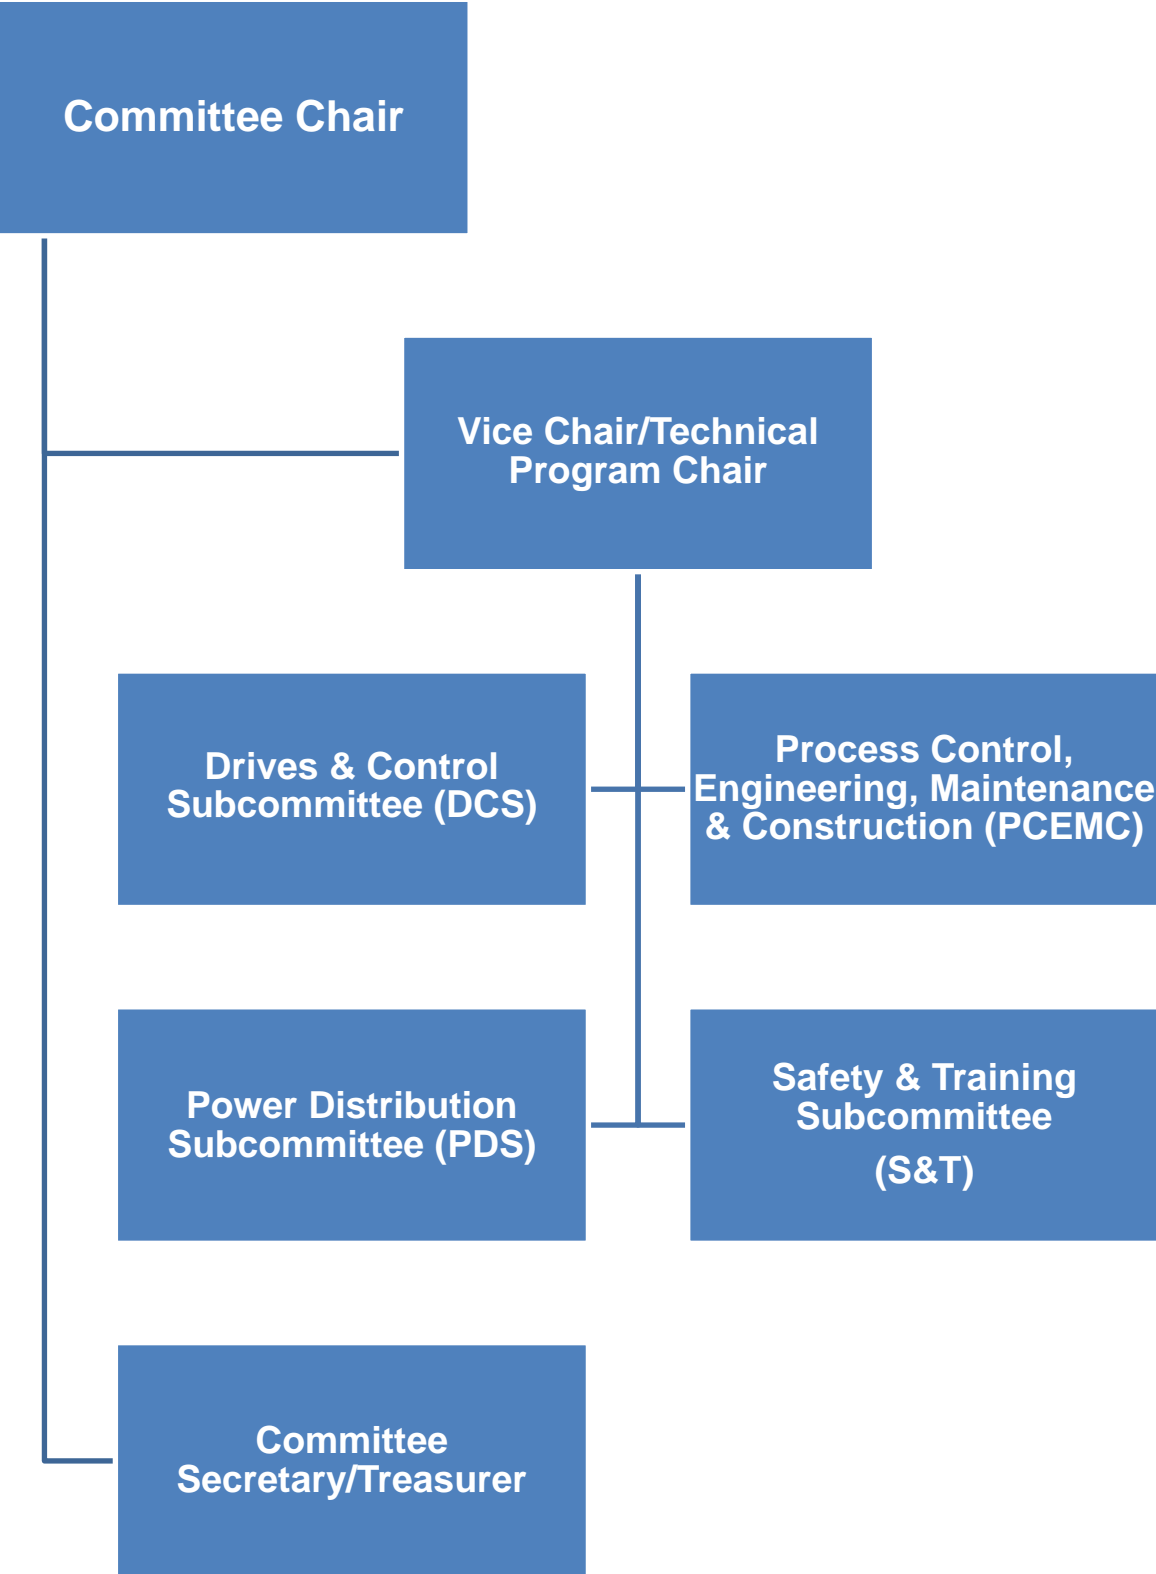 Committee Chair
Vice Chair/Technical
Program Chair
Drives & Control
Subcommittee (DCS)
Process Control,
Engineering, Maintenance
& Construction (PCEMC)
Power Distribution
Subcommittee (PDS)
Safety & Training
Subcommittee
(S&T)
Committee
Secretary/Treasurer